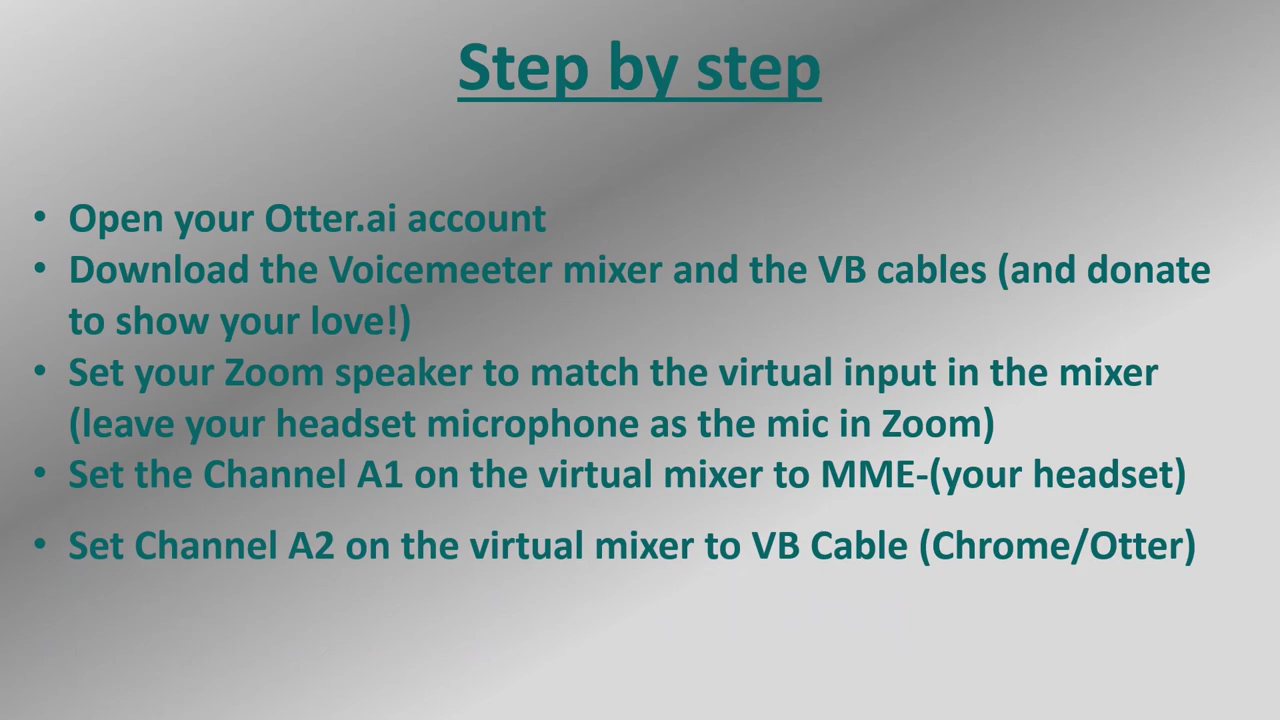 Step by step
• Open your Otter.ai account
• Download the Voicemeeter mixer and the VB cables (and donate
to show your love!)
• Set your Zoom speaker to match the virtual input in the mixer
(leave your headset microphone as the mic in Zoom)
• Set the Channel A1 on the virtual mixer to MME-(your headset)
• Set Channel A2 on the virtual mixer to VB Cable (Chrome/Otter)